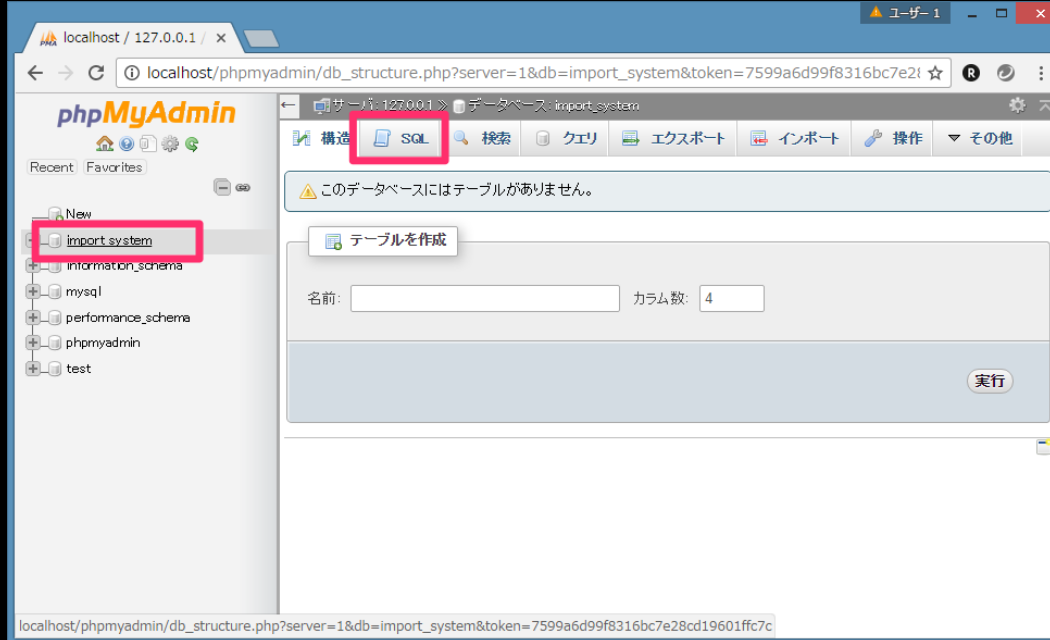 ユーザー 1
localhost / 127.0.0.1 /
localhost/phpmyadmin/db_structure.php?server=1&db=import_system&token=7599a6d99f8316bc7e28
phpMyAdmin
Recent Favorites
New
import system
information_schema
mysql
performance_schema
phpmyadmin
test
サーバ: 127.0.0.1 » データベース: import_system
構造 SQL 検索 クエリ エクスポート インポート 操作 その他
このデータベースにはテーブルがありません。
テーブルを作成
名前: カラム数: 4
実行
localhost/phpmyadmin/db_structure.php?server=1&db=import_system&token=7599a6d99f8316bc7e28cd19601ffc7c